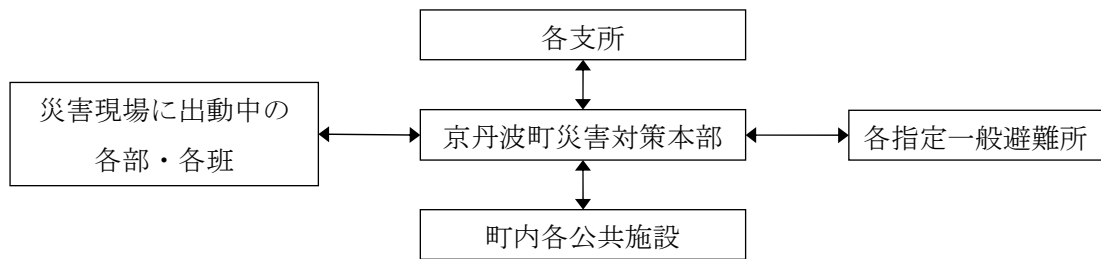 各支所
災害現場に出動中の
各部・各班
京丹波町災害対策本部
各指定一般避難所
町内各公共施設